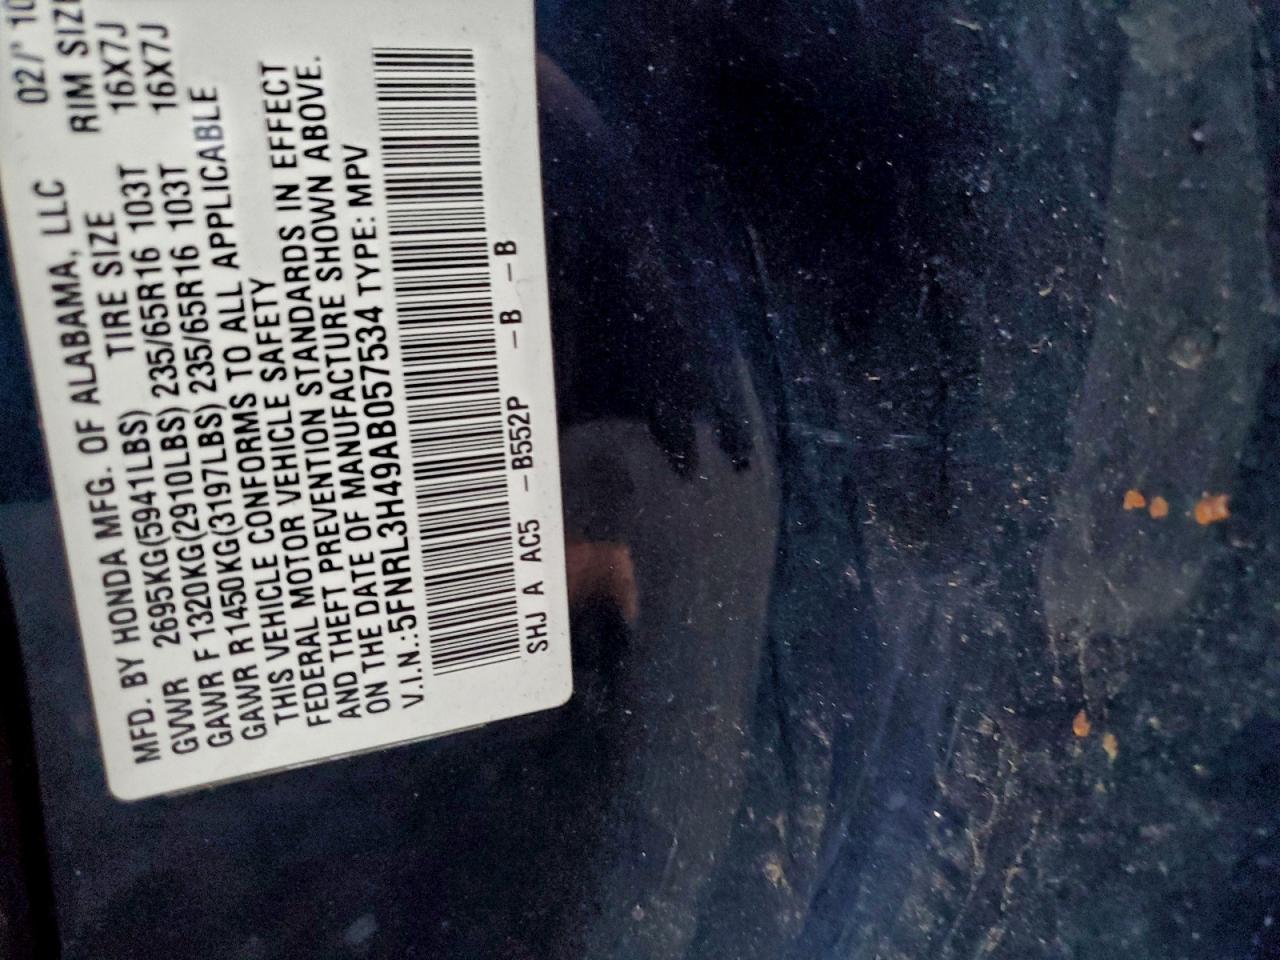 MFD. BY HONDA MFG. OF ALABAMA, LLC 02/ 10
TIRE SIZE RIM SIZE
GVWR 2695KG(5941LBS)
GAWR F 1320KG(2910LBS) 235/65R16 103T 16X7J
GAWR R1450KG(3197LBS) 235/65R16 103T 16X7J
THIS VEHICLE CONFORMS TO ALL APPLICABLE
FEDERAL MOTOR VEHICLE SAFETY
AND THEFT PREVENTION STANDARDS IN EFFECT
ON THE DATE OF MANUFACTURE SHOWN ABOVE.
V.I.N.:5FNRL3H49AB057534 TYPE: MPV
SHJ A AC5 -B552P -B -B